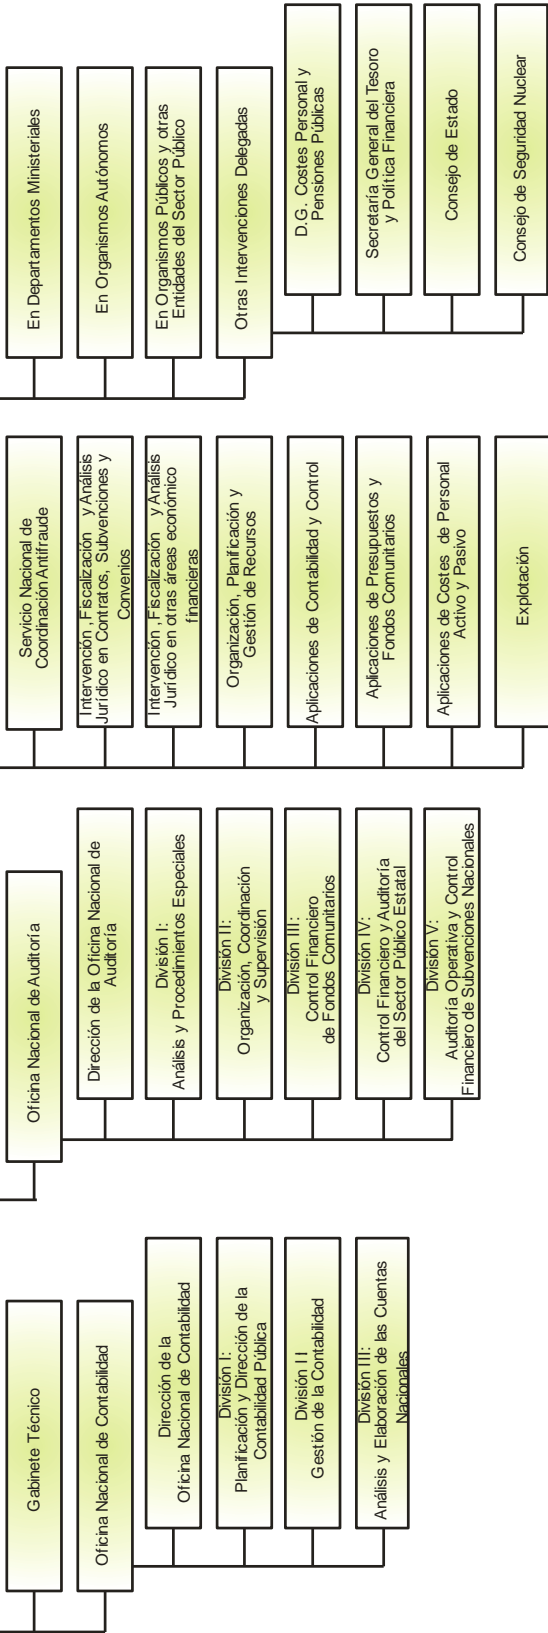 Gabinete Técnico
Oficina Nacional de Contabilidad
Dirección de la
Oficina Nacional de Contabilidad
División I:
Planificación y Dirección de la
Contabilidad Pública
División II
Gestión de la Contabilidad
División III:
Análisis y Elaboración de las Cuentas
Nacionales
Oficina Nacional de Auditoría
Dirección de la Oficina Nacional de
Auditoría
División I:
Análisis y Procedimientos Especiales
División II:
Organización, Coordinación
y Supervisión
División III:
Control Financiero
de Fondos Comunitarios
División IV:
Control Financiero y Auditoría
del Sector Público Estatal
División V:
Auditoría Operativa y Control
Financiero de Subvenciones Nacionales
Servicio Nacional de
Coordinación Antifraude
Intervención ,Fiscalización y Análisis
Jurídico en Contratos, Subvenciones y
Convenios
Intervención ,Fiscalización y Análisis
Jurídico en otras áreas económico
financieras
Organización, Planificación y
Gestión de Recursos
Aplicaciones de Contabilidad y Control
Aplicaciones de Presupuestos y
Fondos Comunitarios
Aplicaciones de Costes de Personal
Activo y Pasivo
Explotación
En Departamentos Ministeriales
En Organismos Autónomos
En Organismos Públicos y otras
Entidades del Sector Público
Otras Intervenciones Delegadas
D.G. Costes Personal y
Pensiones Públicas
Secretaría General del Tesoro
y Política Financiera
Consejo de Estado
Consejo de Seguridad Nuclear